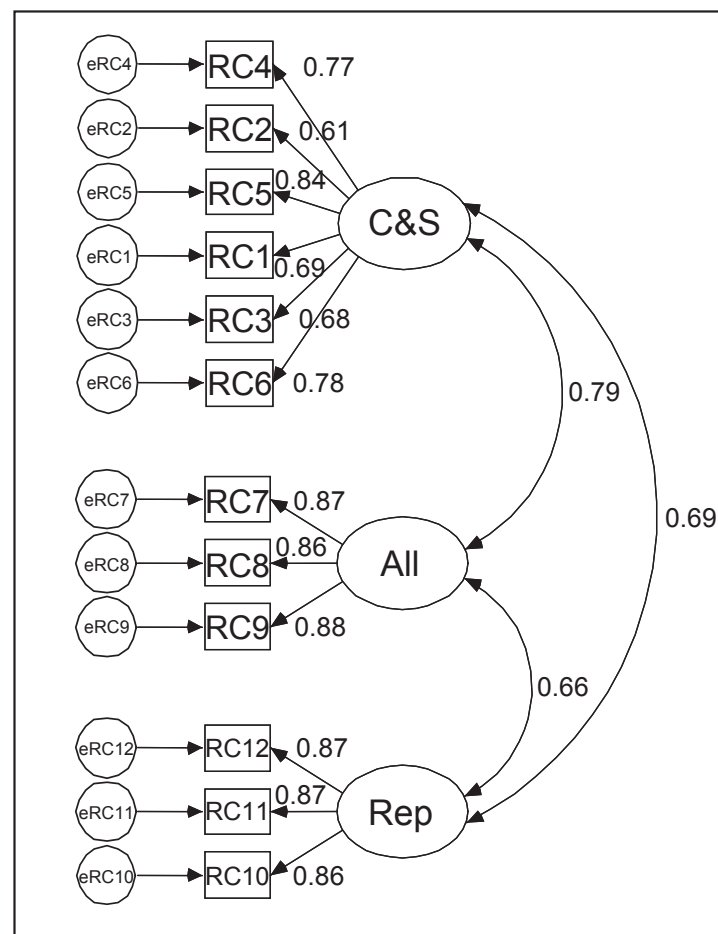 eRC4 RC4 0.77
eRC2 RC2 0.61
eRC5 RC5 0.84
C&S
eRC1 RC1 0.69
eRC3 RC3 0.68
eRC6 RC6 0.78
0.79
eRC7 RC7 0.87
0.69
eRC8 RC8 0.86 All
eRC9 RC9 0.88
0.66
eRC12 RC12 0.87
eRC11 RC11 0.87 Rep
eRC10 RC10 0.86